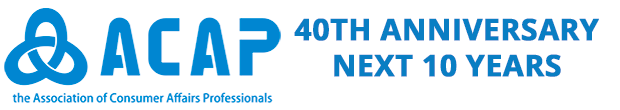 ACAP
the Association of Consumer Affairs Professionals
40TH ANNIVERSARY
NEXT 10 YEARS